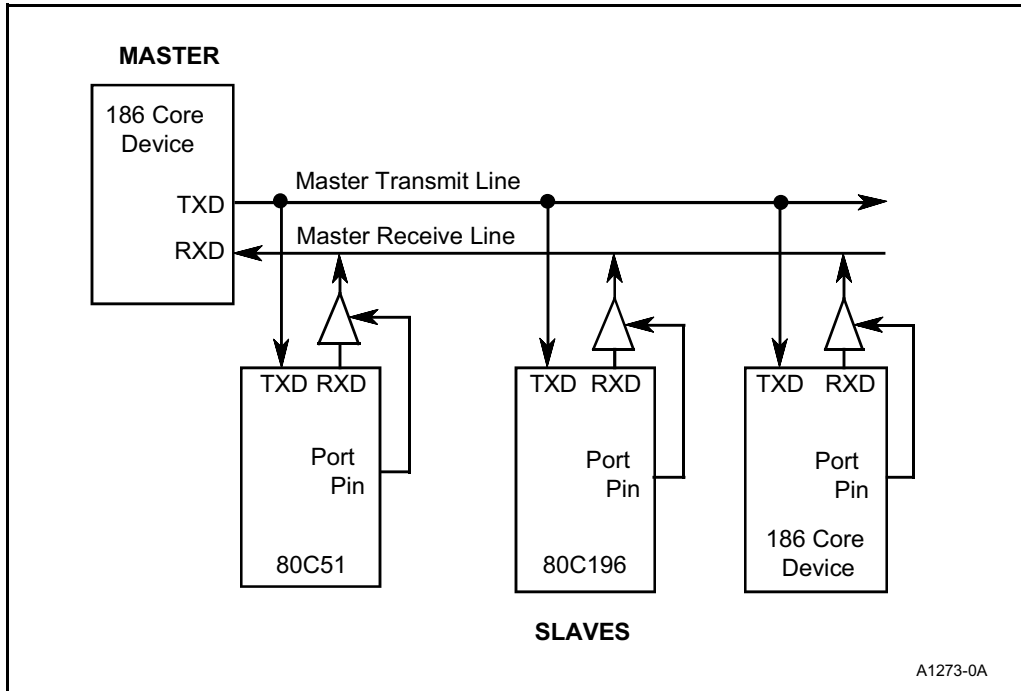 MASTER
186 Core
Device
TXD
RXD
Master Transmit Line
Master Receive Line
TXD RXD
Port
Pin
80C51
TXD RXD
Port
Pin
80C196
TXD RXD
Port
Pin
186 Core
Device
SLAVES
A1273-0A